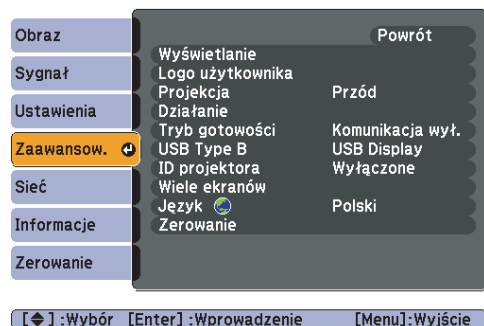 Obraz
Sygnał
Ustawienia
Zaawansow.
Sieć
Informacje
Zerowanie
Powrót
Wyświetlanie
Logo użytkownika
Projekcja Przód
Działanie
Tryb gotowości Komunikacja wył.
USB Type B USB Display
ID projektora Wyłączone
Wiele ekranów
Język Polski
Zerowanie
[◆] :Wybór [Enter] :Wprowadzenie [Menu]:Wyjście